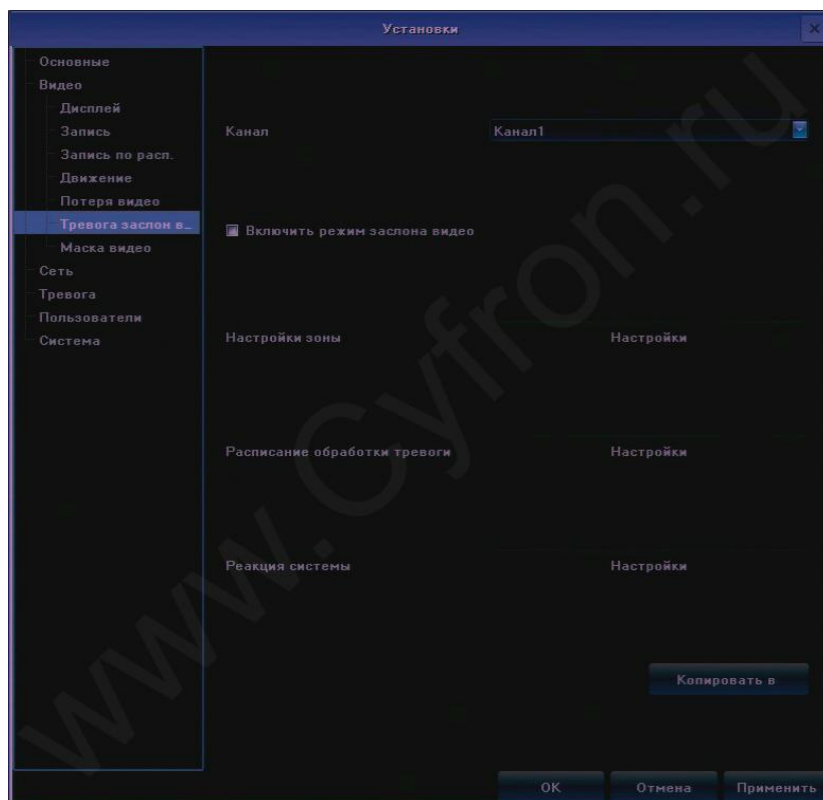 Установки
Основные
Видео
Дисплей
Запись
Запись по расп.
Движение
Потеря видео
Тревога заслон в_
Маска видео
Сеть
Тревога
Пользователи
Система
Канал Канал1
Включить режим заслона видео
Настройки зоны Настройки
Расписание обработки тревоги Настройки
Реакция системы Настройки
Копировать в
OK Отмена Применить
www.Cyfron.ru